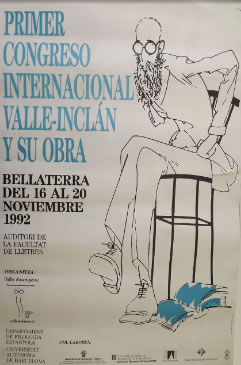 PRIMER
CONGRESO
INTERNACIONAL
VALLE-INCLÁN
Y SU OBRA
BELLATERRA
DEL 16 AL 20
NOVIEMBRE
1992
AUDITORI DE
LA FACULTAT
DE LLETRES
ORGANITZA:
DEPARTAMENT
DE FILOLOGIA
ESPANYOLA
UNIVERSITAT
AUTÒNOMA
DE BARCELONA